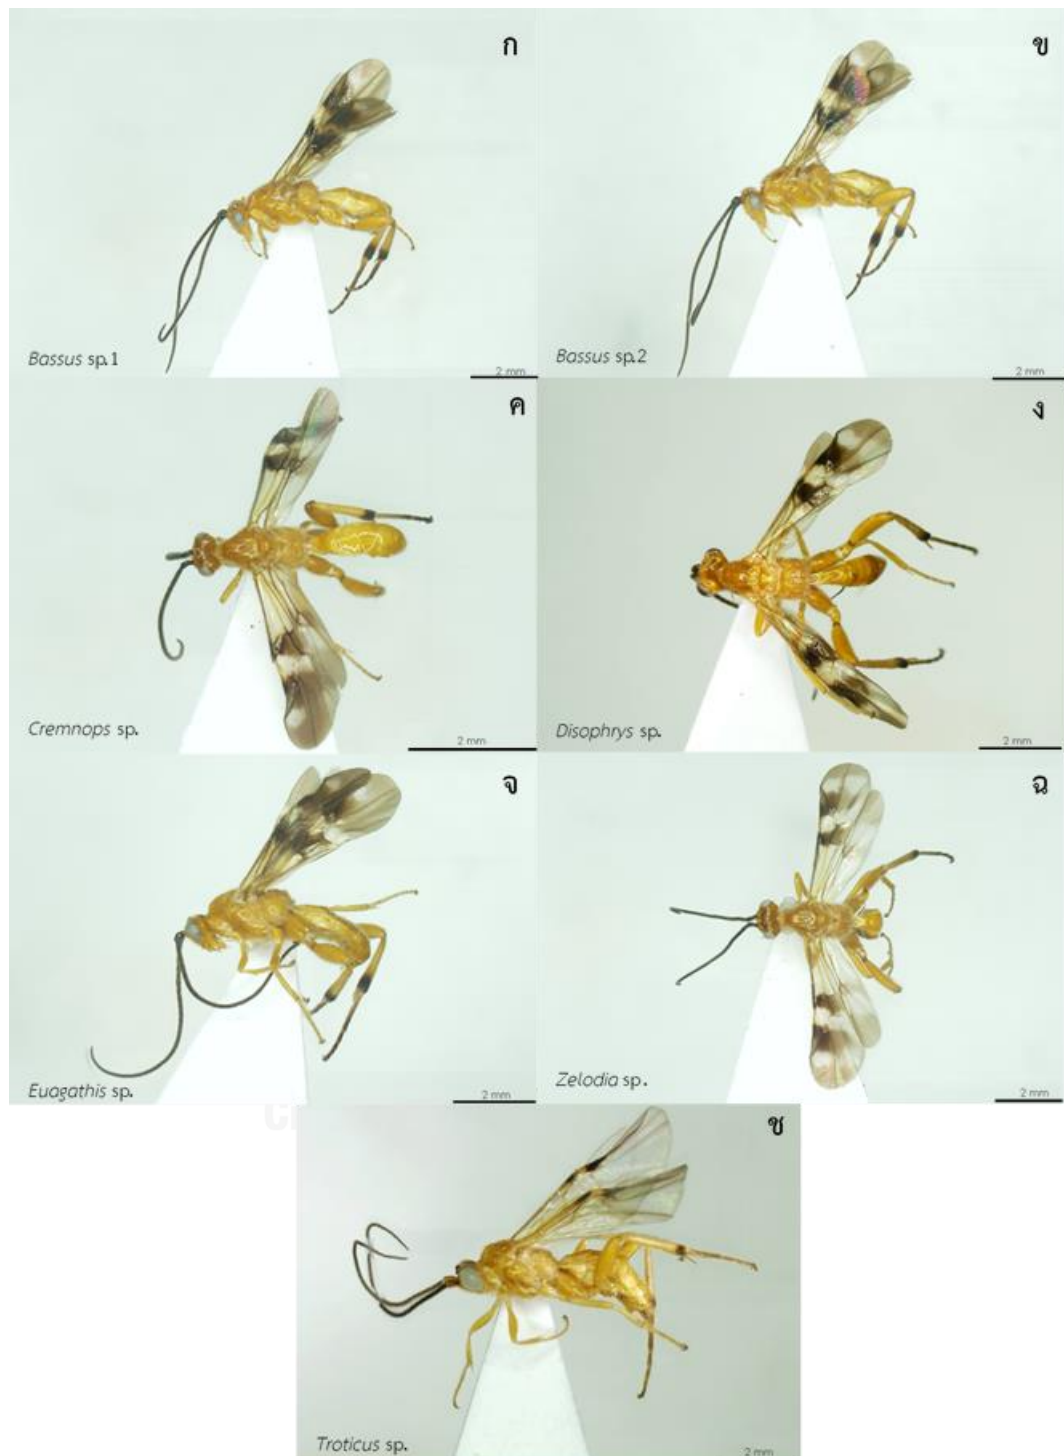 ก
ข
Bassus sp.1
2 mm
Bassus sp.2
2 mm
ค
ง
Cremnops sp.
2 mm
Disophrys sp.
2 mm
จ
ฉ
Euagathis sp.
2 mm
Zelodia sp.
2 mm
ช
Troticus sp.
2 mm